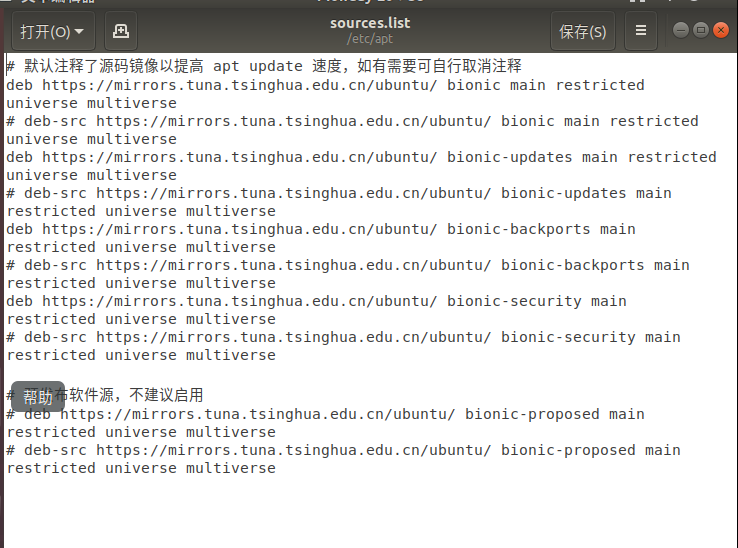 打开(O)
sources.list
/etc/apt
保存(S)
# 默认注释了源码镜像以提高 apt update 速度，如有需要可自行取消注释
deb https://mirrors.tuna.tsinghua.edu.cn/ubuntu/ bionic main restricted
universe multiverse
# deb-src https://mirrors.tuna.tsinghua.edu.cn/ubuntu/ bionic main restricted
universe multiverse
deb https://mirrors.tuna.tsinghua.edu.cn/ubuntu/ bionic-updates main restricted
universe multiverse
# deb-src https://mirrors.tuna.tsinghua.edu.cn/ubuntu/ bionic-updates main
restricted universe multiverse
deb https://mirrors.tuna.tsinghua.edu.cn/ubuntu/ bionic-backports main
restricted universe multiverse
# deb-src https://mirrors.tuna.tsinghua.edu.cn/ubuntu/ bionic-backports main
restricted universe multiverse
deb https://mirrors.tuna.tsinghua.edu.cn/ubuntu/ bionic-security main
restricted universe multiverse
# deb-src https://mirrors.tuna.tsinghua.edu.cn/ubuntu/ bionic-security main
restricted universe multiverse
帮助
# 布软件源，不建议启用
# deb https://mirrors.tuna.tsinghua.edu.cn/ubuntu/ bionic-proposed main
restricted universe multiverse
# deb-src https://mirrors.tuna.tsinghua.edu.cn/ubuntu/ bionic-proposed main
restricted universe multiverse